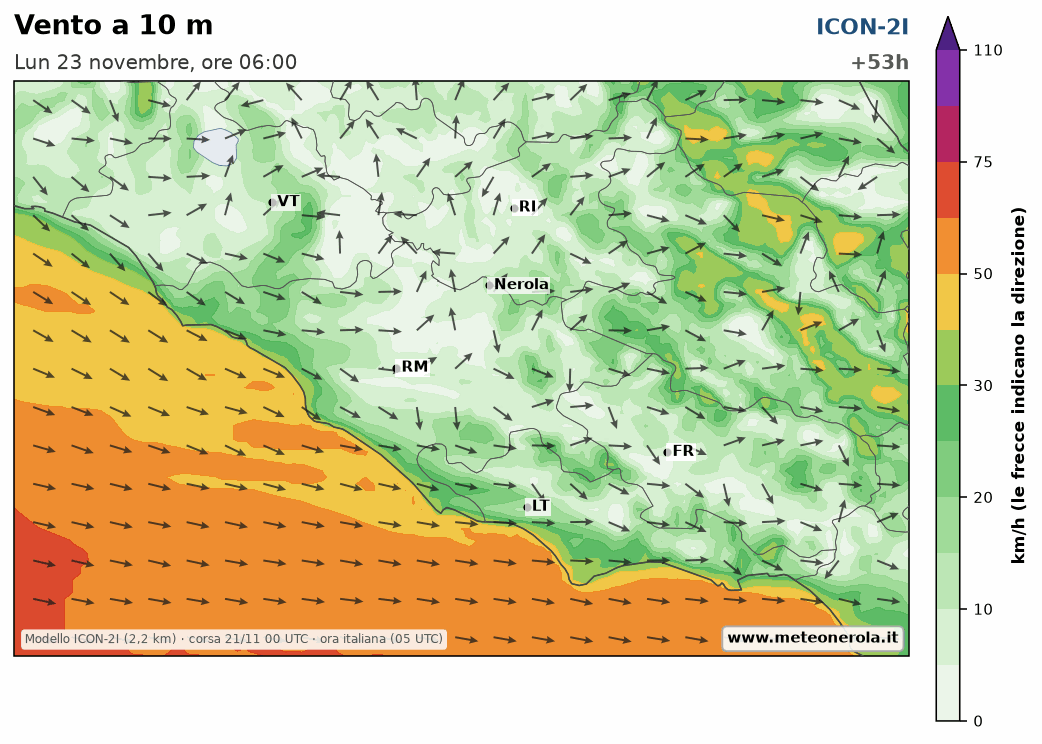 Vento a 10 m
ICON-2I
Lun 23 novembre, ore 06:00
+53h
VT
RI
Nerola
RM
FR
LT
Modello ICON-2I (2,2 km) · corsa 21/11 00 UTC · ora italiana (05 UTC)
www.meteonerola.it
110
75
50
30
20
10
0
km/h (le frecce indicano la direzione)